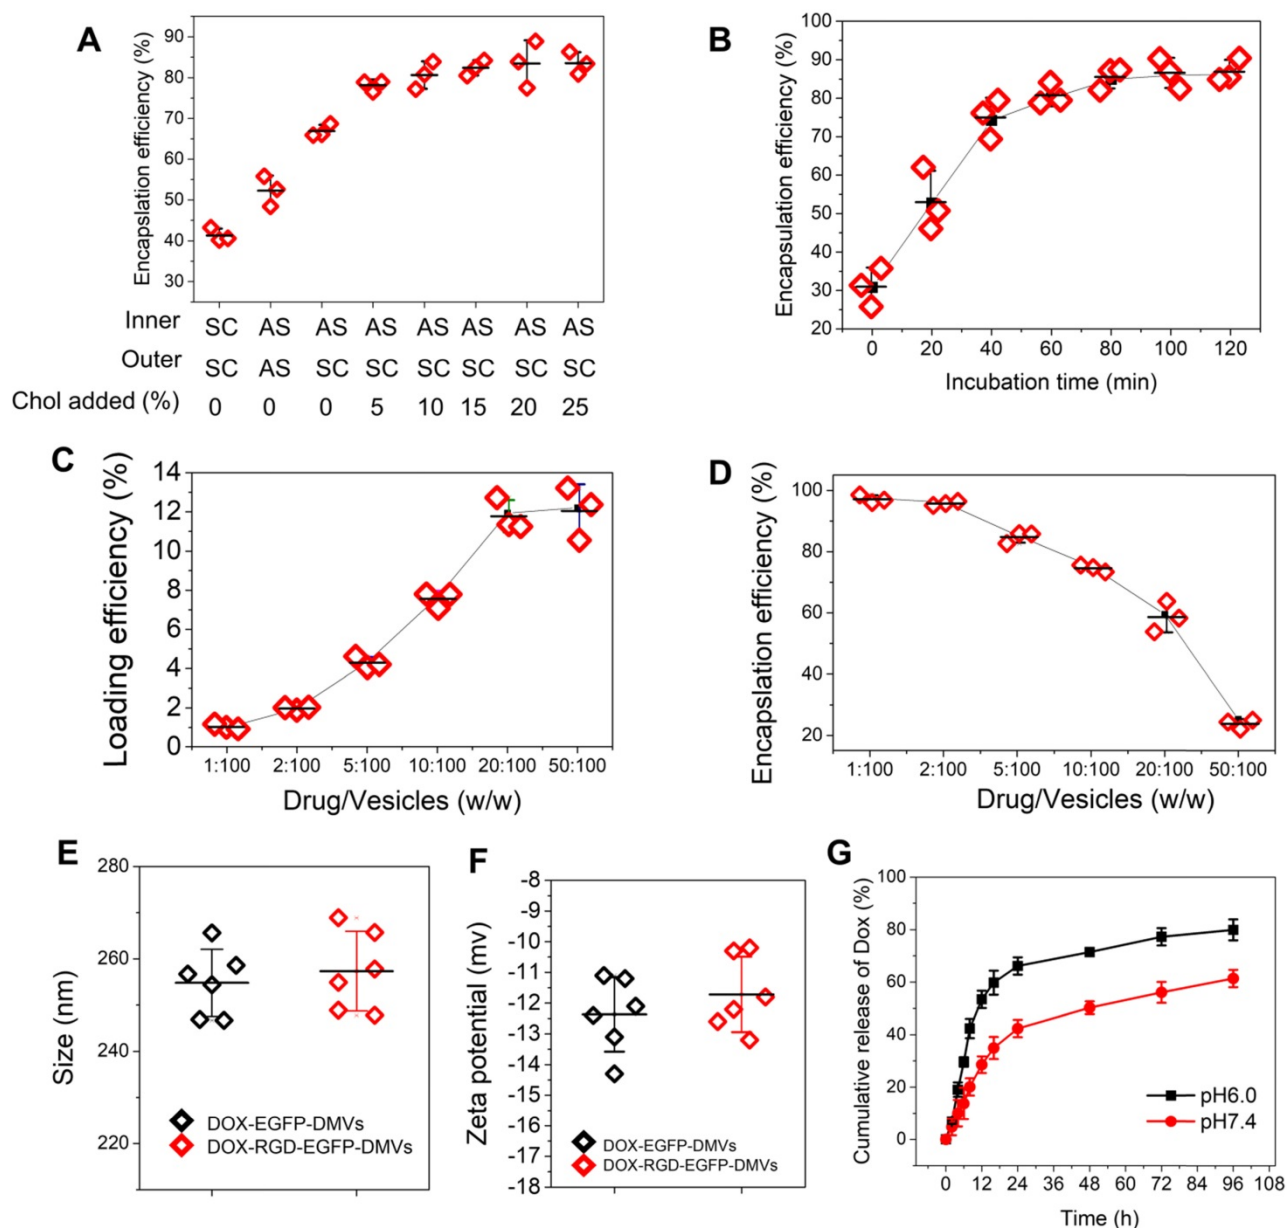 A
Encapslation efficiency (%)
90
80
70
60
50
40
30
Inner SC AS AS AS AS AS AS AS
Outer SC AS SC SC SC SC SC SC
Chol added (%) 0 0 0 5 10 15 20 25
B
Encapsulation efficiency (%)
100
90
80
70
60
50
40
30
20
0 20 40 60 80 100 120
Incubation time (min)
C
Loading efficiency (%)
14
12
10
8
6
4
2
0
1:100 2:100 5:100 10:100 20:100 50:100
Drug/Vesicles (w/w)
D
Encapslation efficiency (%)
100
80
60
40
20
1:100 2:100 5:100 10:100 20:100 50:100
Drug/Vesicles (w/w)
E
Size (nm)
280
260
240
220
DOX-EGFP-DMVs
DOX-RGD-EGFP-DMVs
F
Zeta potential (mv)
-8
-9
-10
-11
-12
-13
-14
-15
-16
-17
-18
DOX-EGFP-DMVs
DOX-RGD-EGFP-DMVs
G
Cumulative release of Dox (%)
100
80
60
40
20
0
pH6.0
pH7.4
0 12 24 36 48 60 72 84 96 108
Time (h)